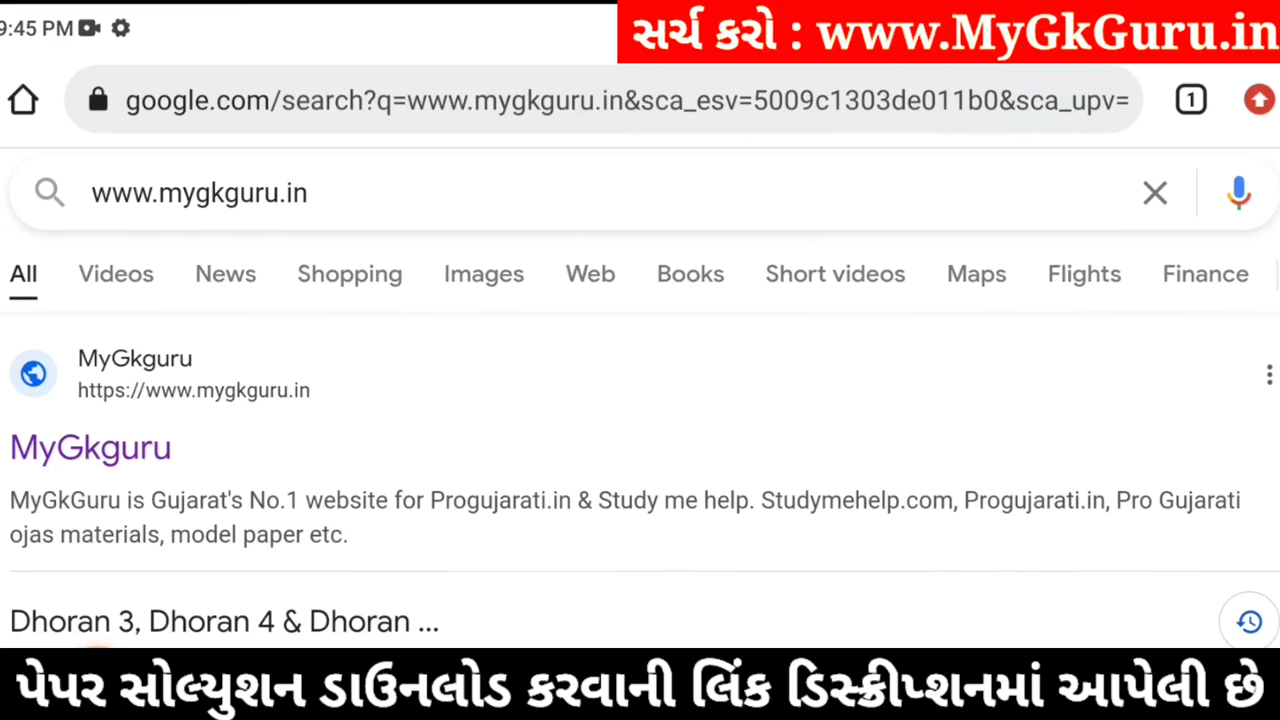 9:45 PM
સર્ચ કરો : www.MyGkGuru.in
google.com/search?q=www.mygkguru.in&sca_esv=5009c1303de011b0&sca_upv=
1
www.mygkguru.in
All Videos News Shopping Images Web Books Short videos Maps Flights Finance
MyGkguru
https://www.mygkguru.in
MyGkguru
MyGkGuru is Gujarat's No.1 website for Progujarati.in & Study me help. Studymehelp.com, Progujarati.in, Pro Gujarati
ojas materials, model paper etc.
Dhoran 3, Dhoran 4 & Dhoran ...
પેપર સોલ્યુશન ડાઉનલોડ કરવાની લિંક ડિસ્ક્રીપ્શનમાં આપેલી છે